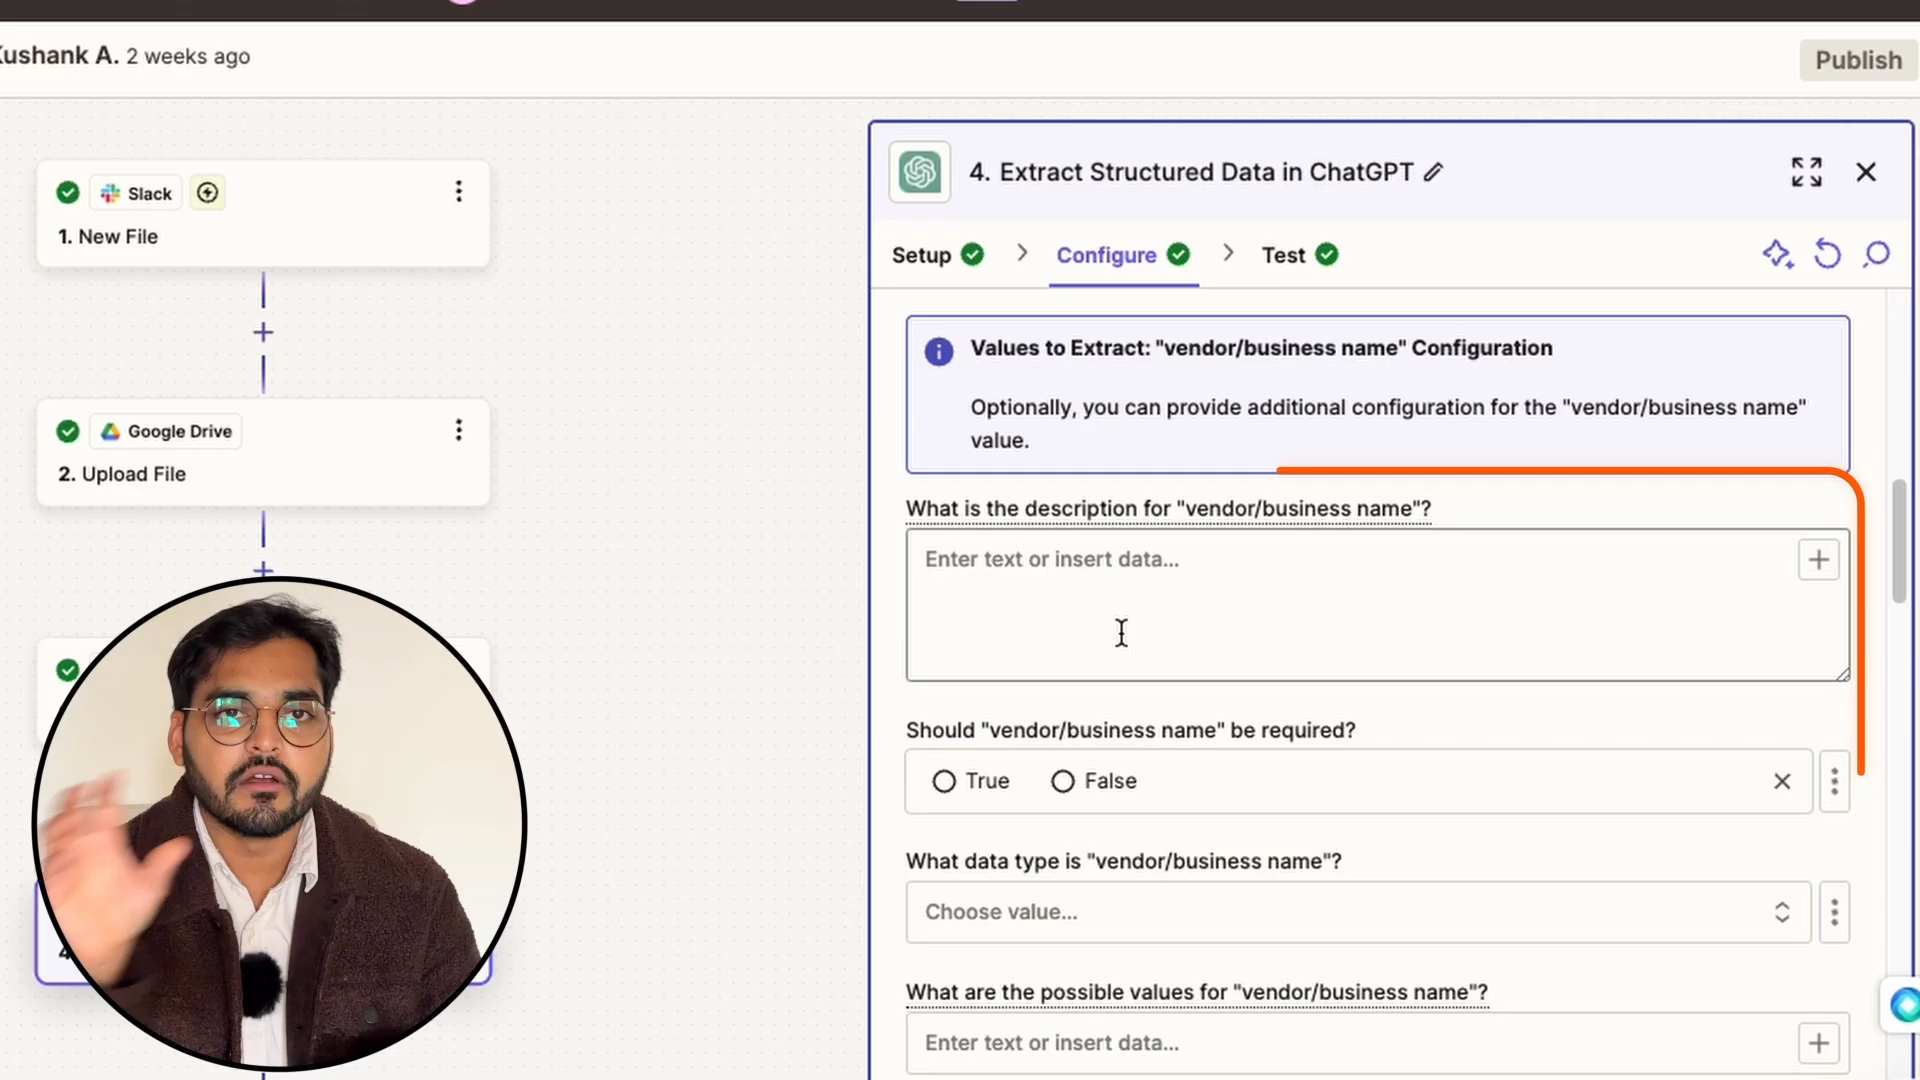 Kushank A. 2 weeks ago
Publish
Slack
1. New File
Google Drive
2. Upload File
4. Extract Structured Data in ChatGPT
Setup
Configure
Test
Values to Extract: "vendor/business name" Configuration
Optionally, you can provide additional configuration for the "vendor/business name"
value.
What is the description for "vendor/business name"?
Enter text or insert data...
Should "vendor/business name" be required?
True
False
What data type is "vendor/business name"?
Choose value...
What are the possible values for "vendor/business name"?
Enter text or insert data...